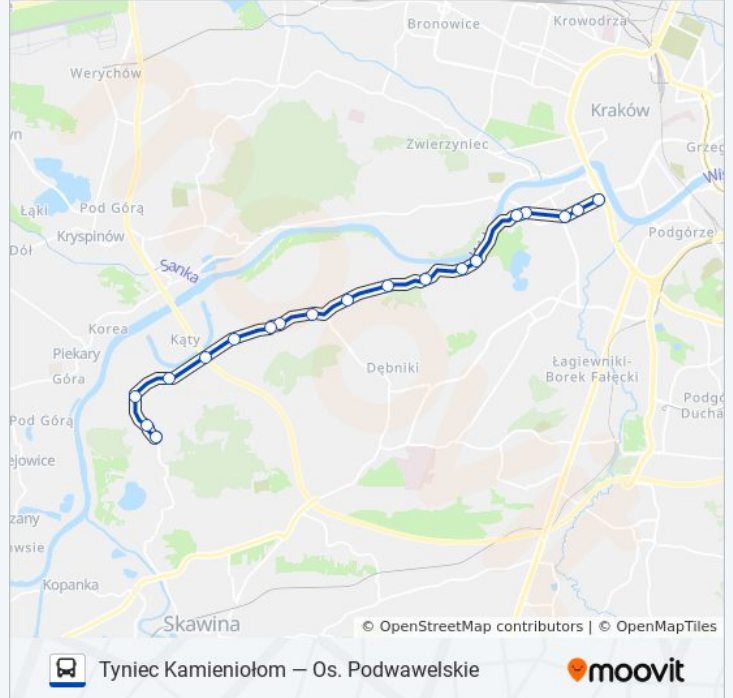 Bronowice
Krowodrza
Werychów
Kraków
yn
Zwierzyniec
Grzeg
Wis
Łąki
Pod Górą
Kryspinów
Podgórze
Dół
Sanka
Korea
Kąty
Piekary
Góra
Dębniki
Łagiewniki-
Borek Fałęcki
Podgó
Ducha
Pod Górą
ejowice
zany
wsie
Kopanka
Skawina
© OpenStreetMap contributors | © OpenMapTiles
Tyniec Kamieniołom — Os. Podwawelskie
moovit